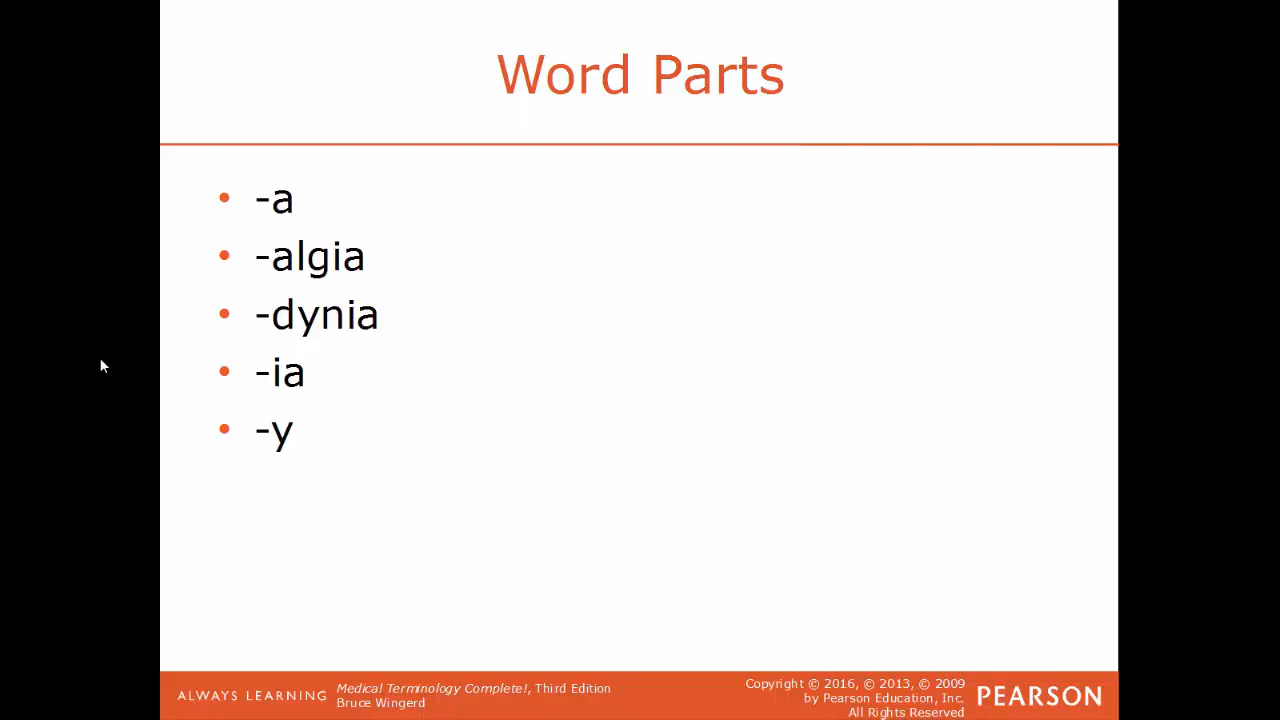 Word Parts
• -a
• -algia
• -dynia
• -ia
• -y
ALWAYS LEARNING
Medical Terminology Complete!, Third Edition
Bruce Wingerd
Copyright © 2016, © 2013, © 2009
by Pearson Education, Inc.
All Rights Reserved
PEARSON